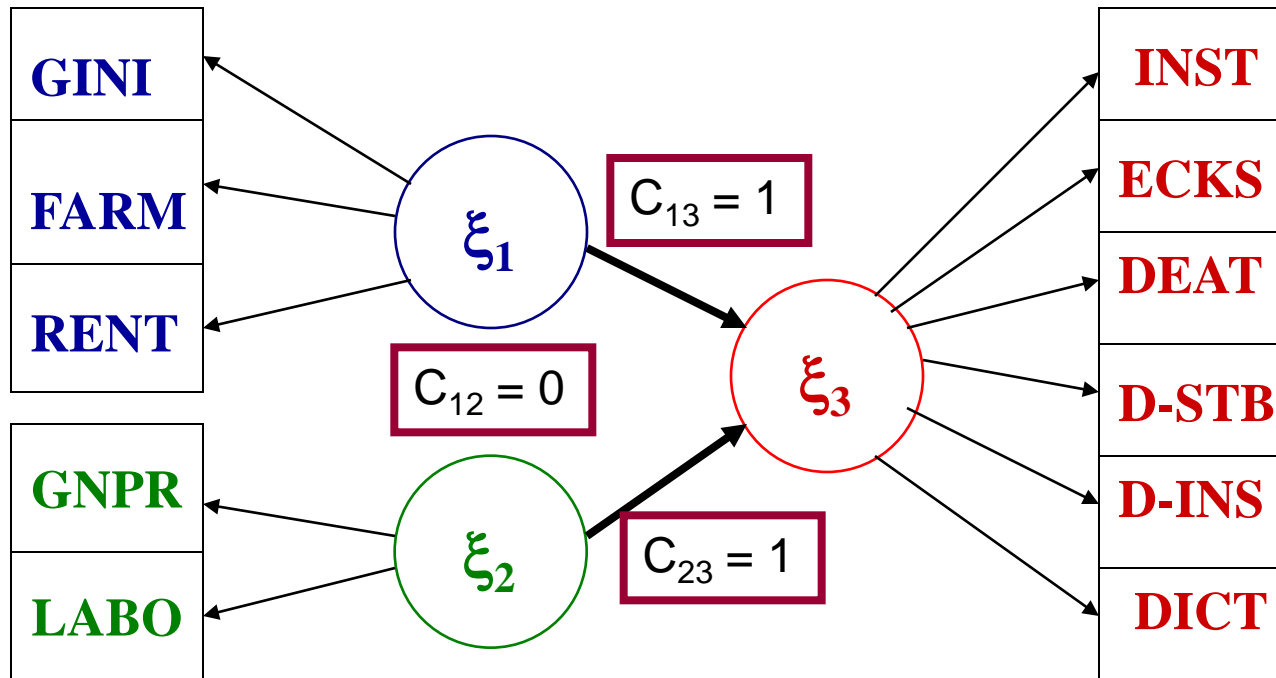 GINI
FARM
RENT
GNPR
LABO
ξ1
ξ2
C13 = 1
C12 = 0
C23 = 1
ξ3
INST
ECKS
DEAT
D-STB
D-INS
DICT